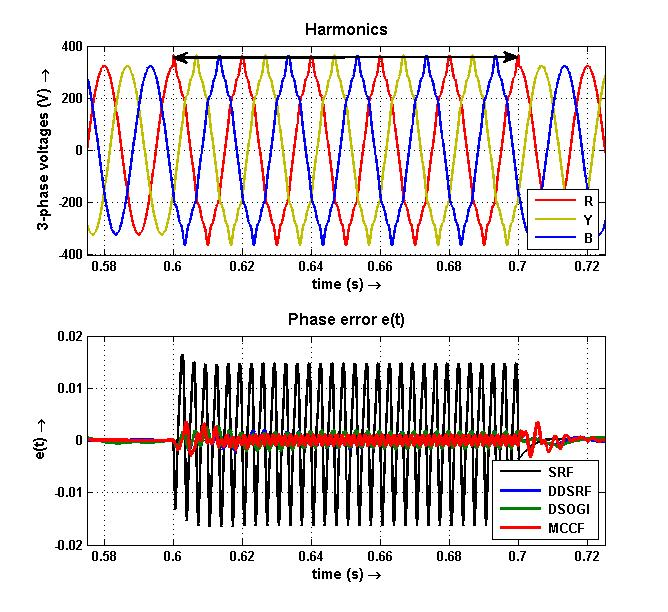 Harmonics
3-phase voltages (V) →
400
200
0
-200
-400
R
Y
B
0.58 0.6 0.62 0.64 0.66 0.68 0.7 0.72
time (s) →
Phase error e(t)
e(t) →
0.02
0.01
0
-0.01
-0.02
SRF
DDSRF
DSOGI
MCCF
0.58 0.6 0.62 0.64 0.66 0.68 0.7 0.72
time (s) →